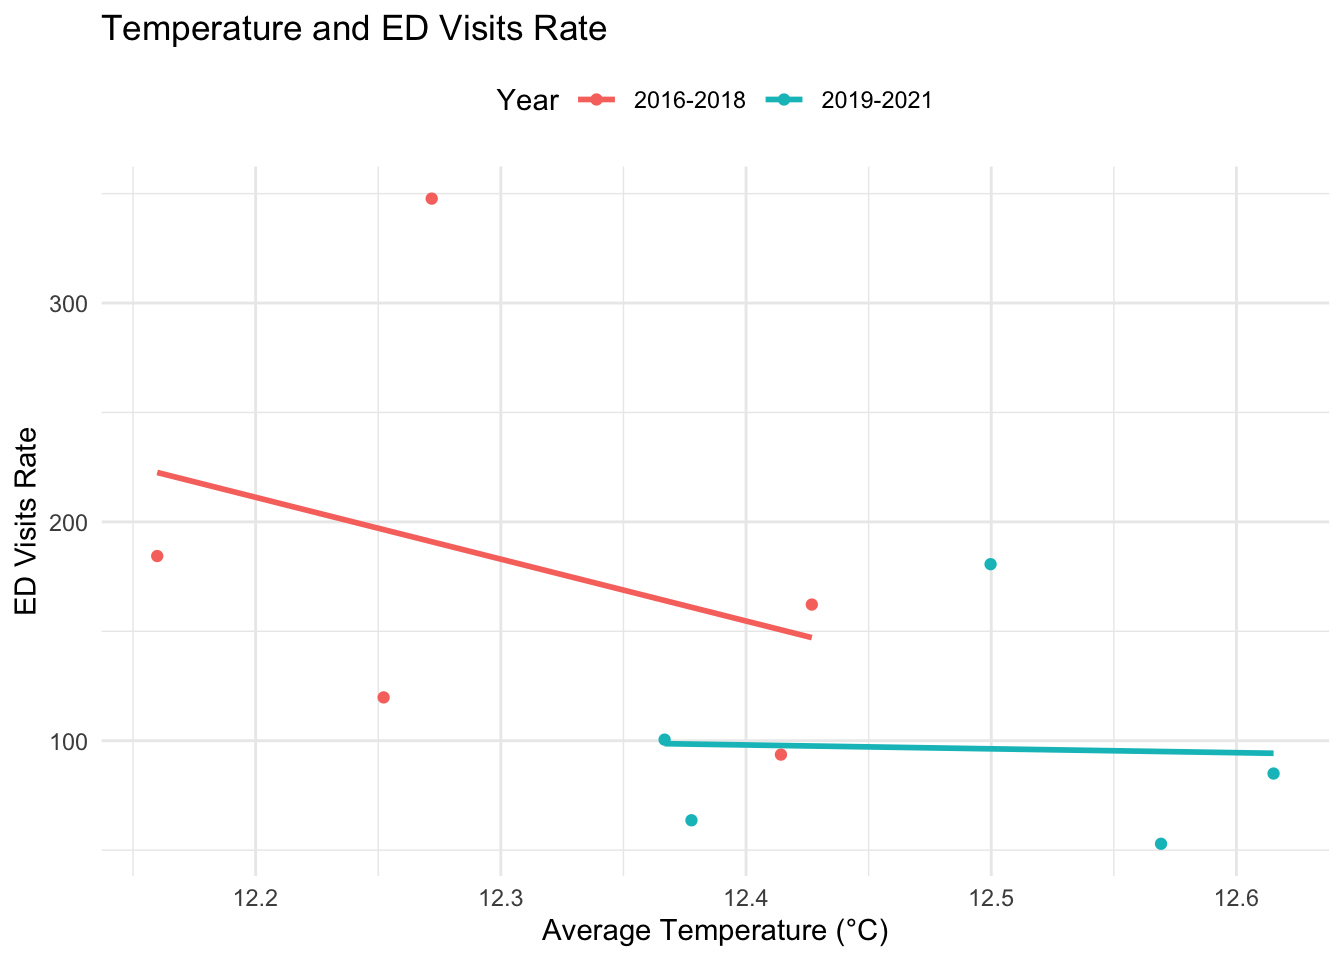 Temperature and ED Visits Rate
Year 2016-2018 2019-2021
300
200
100
ED Visits Rate
12.2 12.3 12.4 12.5 12.6
Average Temperature (°C)